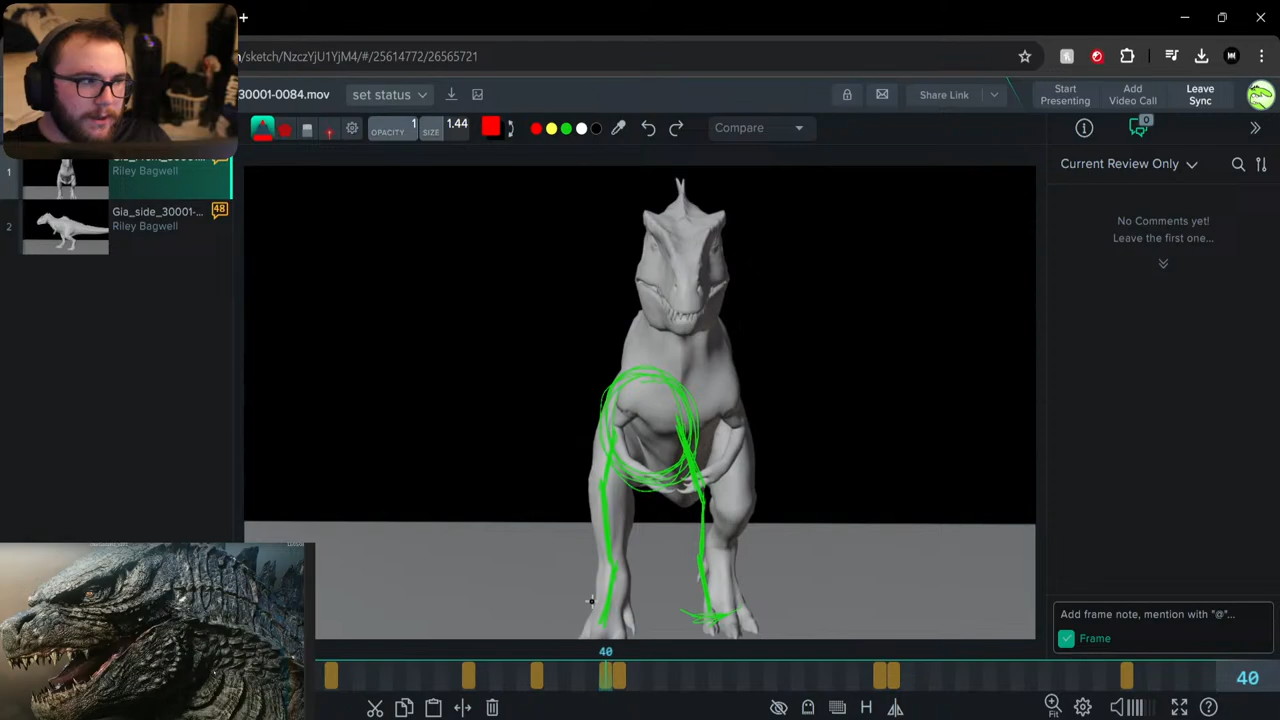 /sketch/NzczYjU1YjM4/#/25614772/26565721
30001-0084.mov
set status
Share Link
Start Presenting
Add Video Call
Leave Sync
OPACITY 1
SIZE 1.44
Compare
0
1
Riley Bagwell
2
Gia_side_30001-...
48
Riley Bagwell
Current Review Only
No Comments yet!
Leave the first one...
Add frame note, mention with "@"...
Frame
40
40
Fit
H